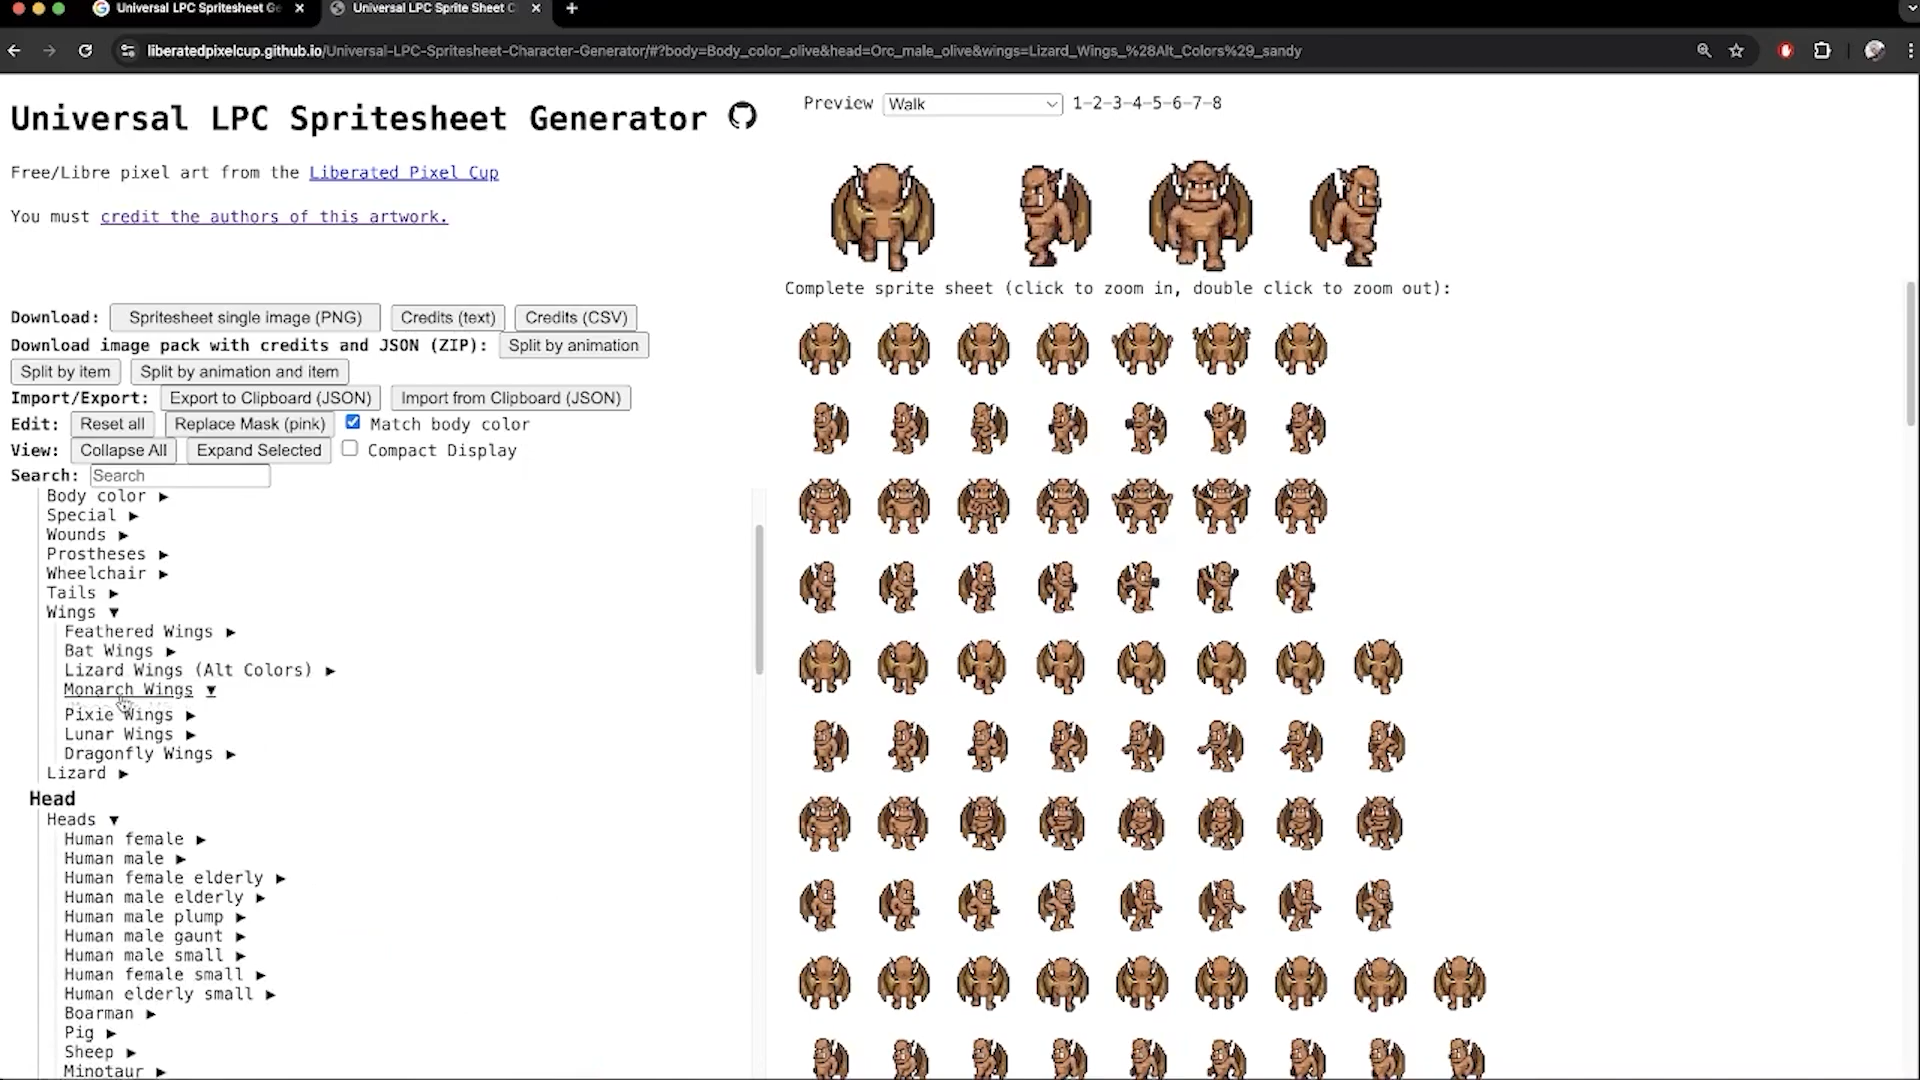 Universal LPC Spritesheet Ge
Universal LPC Sprite Sheet C
liberatedpixelcup.github.io/Universal-LPC-Spritesheet-Character-Generator/#?body=Body_color_olive&head=Orc_male_olive&wings=Lizard_Wings_%28Alt_Colors%29_sandy
Universal LPC Spritesheet Generator
Free/Libre pixel art from the Liberated Pixel Cup
You must credit the authors of this artwork.
Download: Spritesheet single image (PNG) Credits (text) Credits (CSV)
Download image pack with credits and JSON (ZIP): Split by animation
Split by item Split by animation and item
Import/Export: Export to Clipboard (JSON) Import from Clipboard (JSON)
Edit: Reset all Replace Mask (pink) Match body color
View: Collapse All Expand Selected Compact Display
Search: Search
Body color
Special
Wounds
Prostheses
Wheelchair
Tails
Wings
Feathered Wings
Bat Wings
Lizard Wings (Alt Colors)
Monarch Wings
Pixie Wings
Lunar Wings
Dragonfly Wings
Lizard
Head
Heads
Human female
Human male
Human female elderly
Human male elderly
Human male plump
Human male gaunt
Human male small
Human female small
Human elderly small
Boarman
Pig
Sheep
Minotaur
Preview Walk 1-2-3-4-5-6-7-8
Complete sprite sheet (click to zoom in, double click to zoom out):